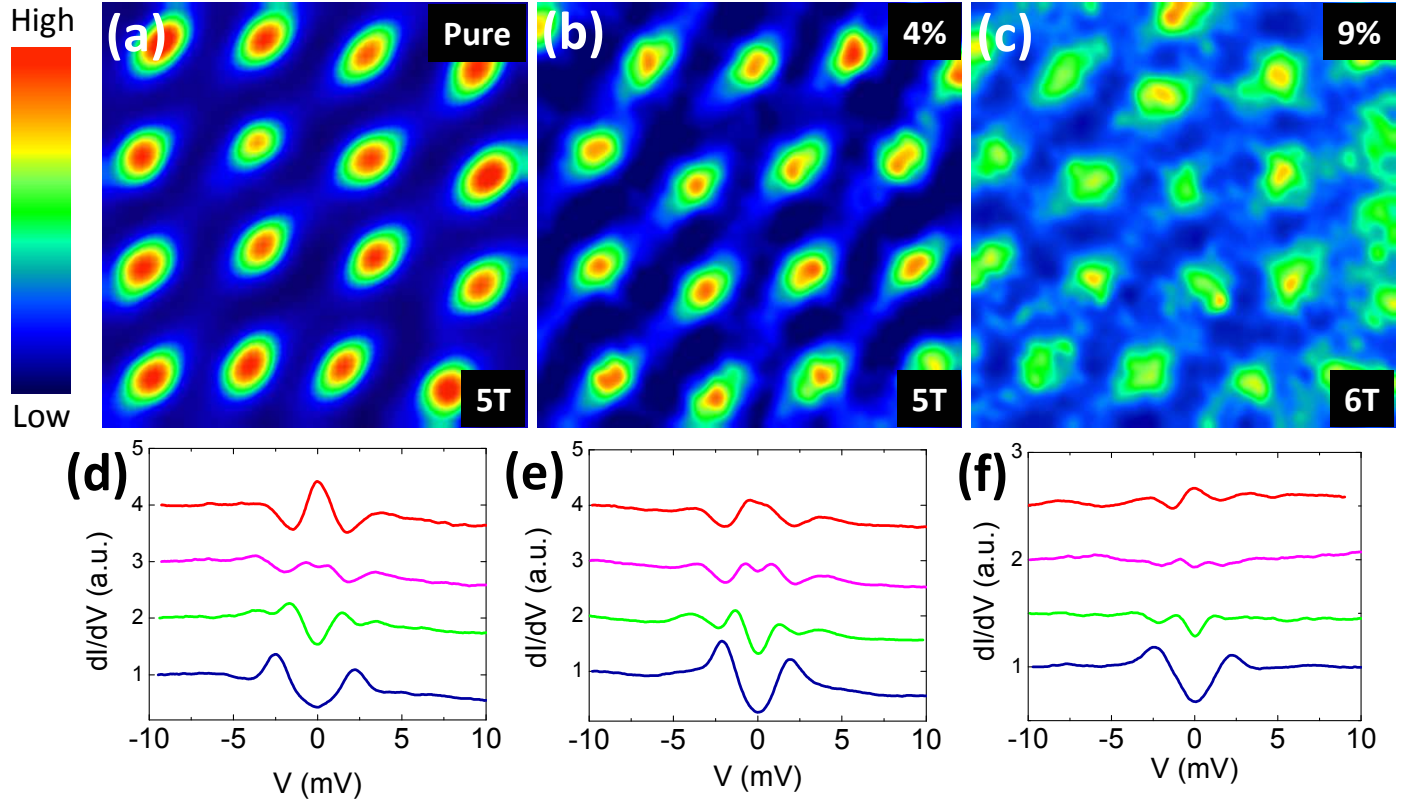 High
Low
(a)
Pure
5T
(b)
4%
5T
(c)
9%
6T
(d)
5
4
3
2
1
dI/dV (a.u.)
-10 -5 0 5 10
V (mV)
(e)
5
4
3
2
1
dI/dV (a.u.)
-10 -5 0 5 10
V (mV)
(f)
3
2
1
dI/dV (a.u.)
-10 -5 0 5 10
V (mV)